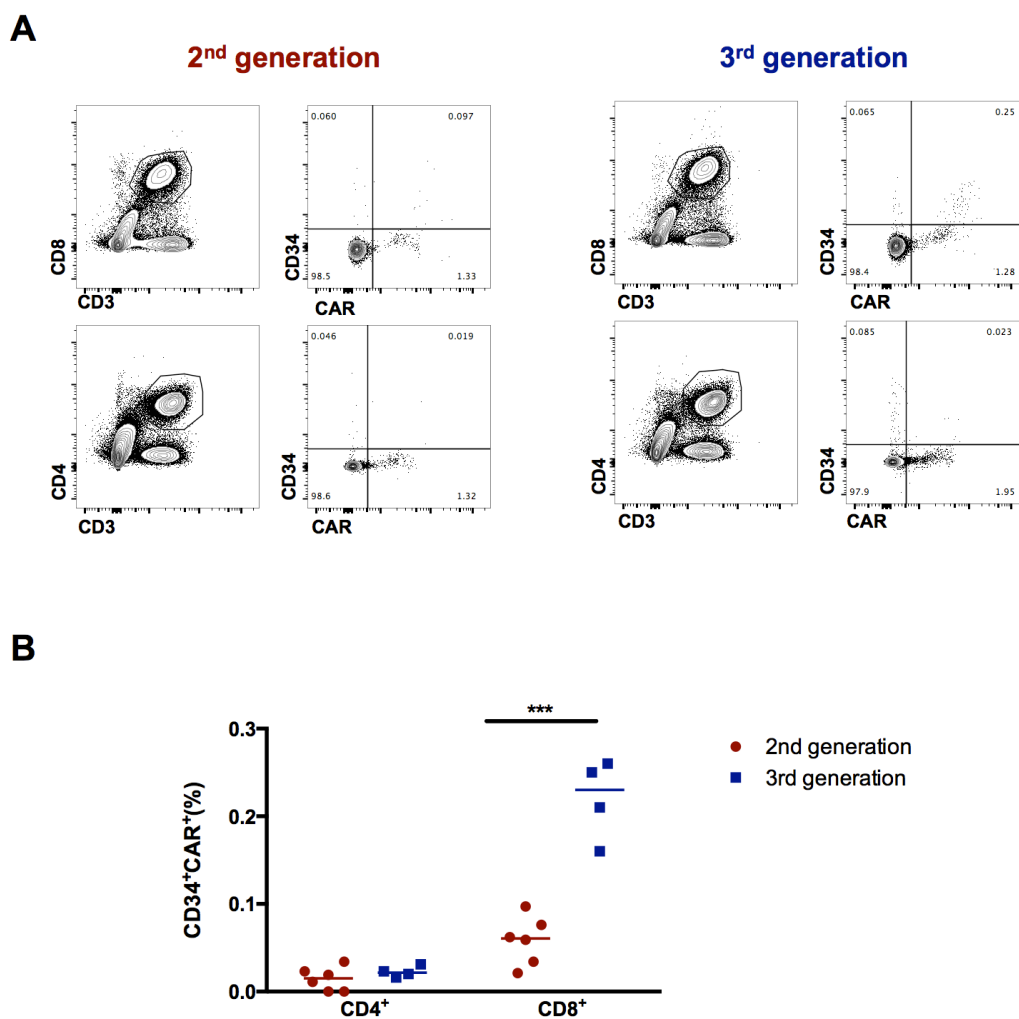 A
2nd generation
3rd generation
CD8
CD3
0.060 0.097
98.5 1.33
CD34
CAR
CD8
CD3
0.065 0.25
98.4 1.28
CD34
CAR
CD4
CD3
0.046 0.019
98.6 1.32
CD34
CAR
CD4
CD3
0.085 0.023
97.9 1.95
CD34
CAR
B
***
0.3
0.2
0.1
0.0
CD34+CAR+(%)
CD4+
CD8+
2nd generation
3rd generation